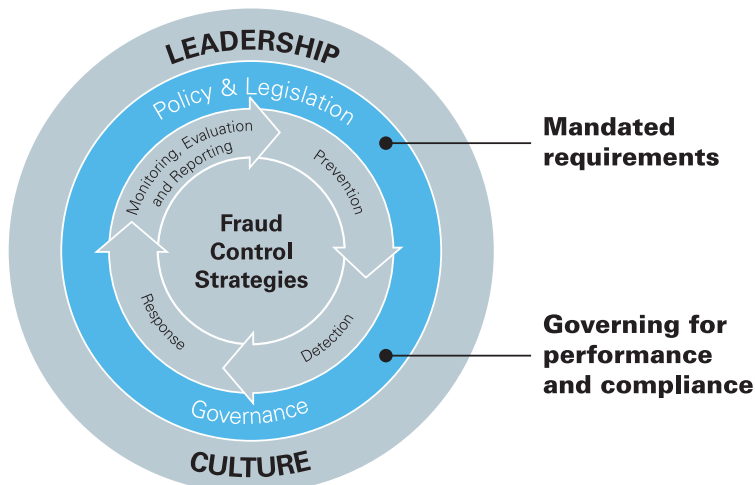 LEADERSHIP
Policy & Legislation
Monitoring, Evaluation
and Reporting
Prevention
Fraud
Control
Strategies
Response
Detection
Governance
CULTURE
Mandated
requirements
Governing for
performance
and compliance